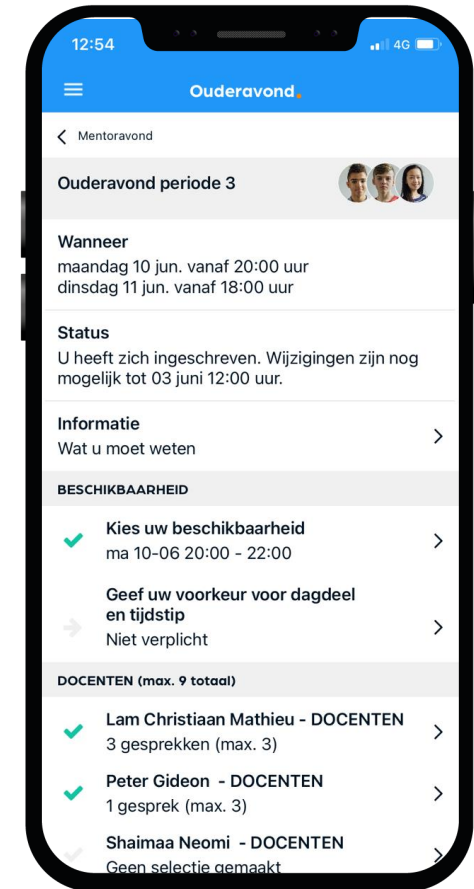 12:54
4G
Ouderavond.
Mentoravond
Ouderavond periode 3
Wanneer
maandag 10 jun. vanaf 20:00 uur
dinsdag 11 jun. vanaf 18:00 uur
Status
U heeft zich ingeschreven. Wijzigingen zijn nog
mogelijk tot 03 juni 12:00 uur.
Informatie
Wat u moet weten
BESCHIKBAARHEID
Kies uw beschikbaarheid
ma 10-06 20:00 - 22:00
Geef uw voorkeur voor dagdeel
en tijdstip
Niet verplicht
DOCENTEN (max. 9 totaal)
Lam Christiaan Mathieu - DOCENTEN
3 gesprekken (max. 3)
Peter Gideon - DOCENTEN
1 gesprek (max. 3)
Shaimaa Neomi - DOCENTEN
Geen selectie gemaakt